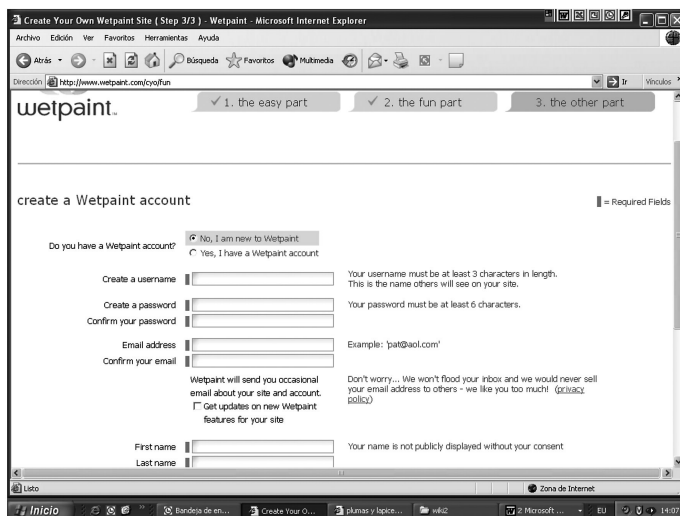 Create Your Own Wetpaint Site ( Step 3/3 ) - Wetpaint - Microsoft Internet Explorer
Archivo Edición Ver Favoritos Herramientas Ayuda
Atrás Búsqueda Favoritos Multimedia
Dirección http://www.wetpaint.com/cyo/fun Ir Vínculos
wetpaint™ 1. the easy part 2. the fun part 3. the other part
create a Wetpaint account = Required Fields
Do you have a Wetpaint account? No, I am new to Wetpaint
Yes, I have a Wetpaint account
Create a username Your username must be at least 3 characters in length.
This is the name others will see on your site.
Create a password Your password must be at least 6 characters.
Confirm your password
Email address Example: 'pat@aol.com'
Confirm your email
Wetpaint will send you occasional
email about your site and account.
Get updates on new Wetpaint
features for your site
Don't worry... We won't flood your inbox and we would never sell
your email address to others - we like you too much! (privacy
policy)
First name Your name is not publicly displayed without your consent
Last name
Listo Zona de Internet
Inicio Bandeja de en... Create Your O... plumas y lapice... wiki2 2 Microsoft ... EU 14:07